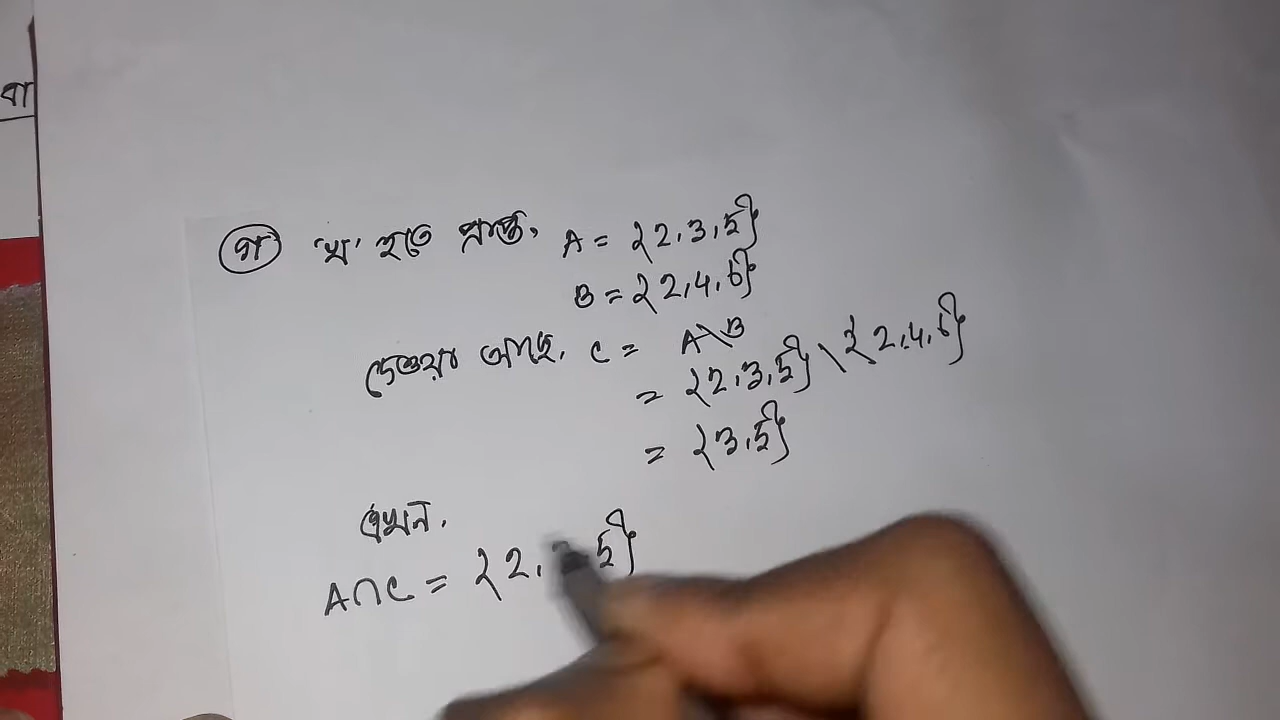 বা
গ 'খ' হতে প্রাপ্ত, A = {2,3,5}
B = {2,4,6}
দেওয়া আছে, C = A\B
= {2,3,5} \ {2,4,6}
= {3,5}
এখন,
A∩C = {2, 5}